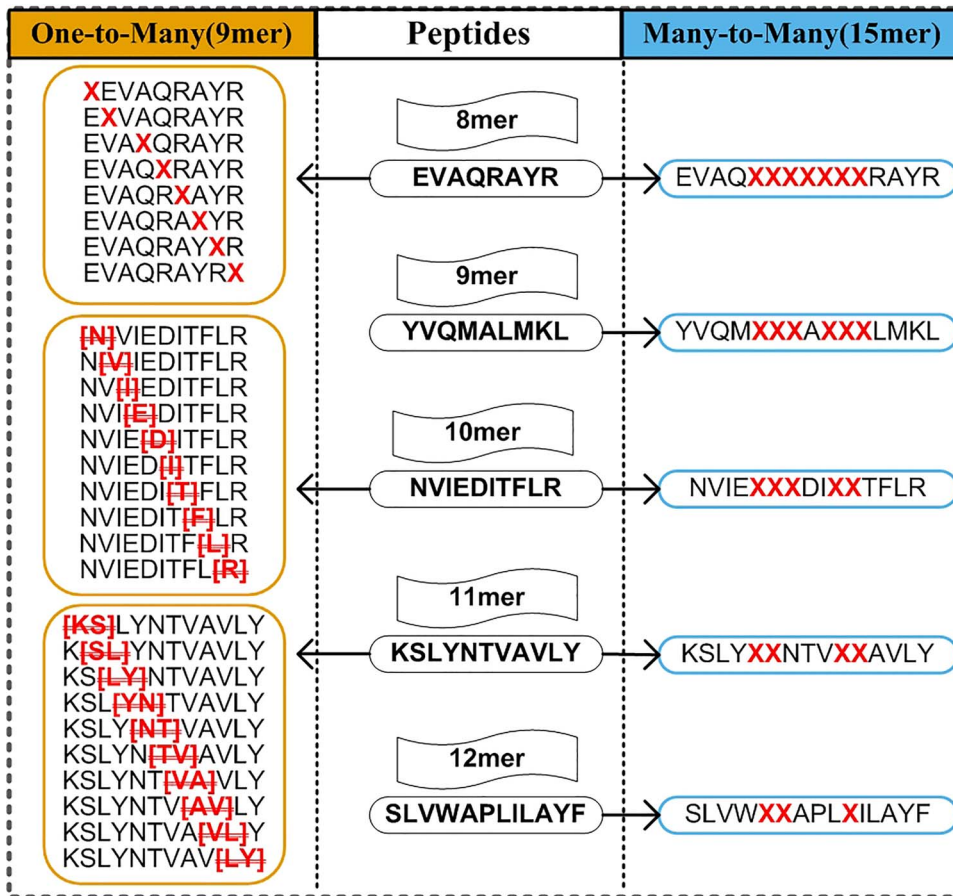 One-to-Many(9mer)
Peptides
Many-to-Many(15mer)
XEVAQRAYR
EXVAQRAYR
EVAXQRAYR
EVAQXRAYR
EVAQRXAYR
EVAQRAXYR
EVAQRAYXR
EVAQRAYRX
8mer
EVAQRAYR
EVAQXXXXXXXRAYR
9mer
YVQMALMKL
YVQMXXXAXXXLMKL
[N]VIEDITFLR
N[V]IEDITFLR
NV[I]EDITFLR
NVI[E]DITFLR
NVIE[D]ITFLR
NVIED[I]TFLR
NVIEDI[T]FLR
NVIEDIT[F]LR
NVIEDITF[L]R
NVIEDITFL[R]
10mer
NVIEDITFLR
NVIEXXXDIXXTFLR
11mer
KSLYNTVAVLY
KSLYXXNTVXXAVLY
[KS]LYNTVAVLY
K[SL]YNTVAVLY
KS[LY]NTVAVLY
KSL[YN]TVAVLY
KSLY[NT]VAVLY
KSLYN[TV]AVLY
KSLYNT[VA]VLY
KSLYNTV[AV]LY
KSLYNTVA[VL]Y
KSLYNTVAV[LY]
12mer
SLVWAPLILAYF
SLVWXXAPLXILAYF